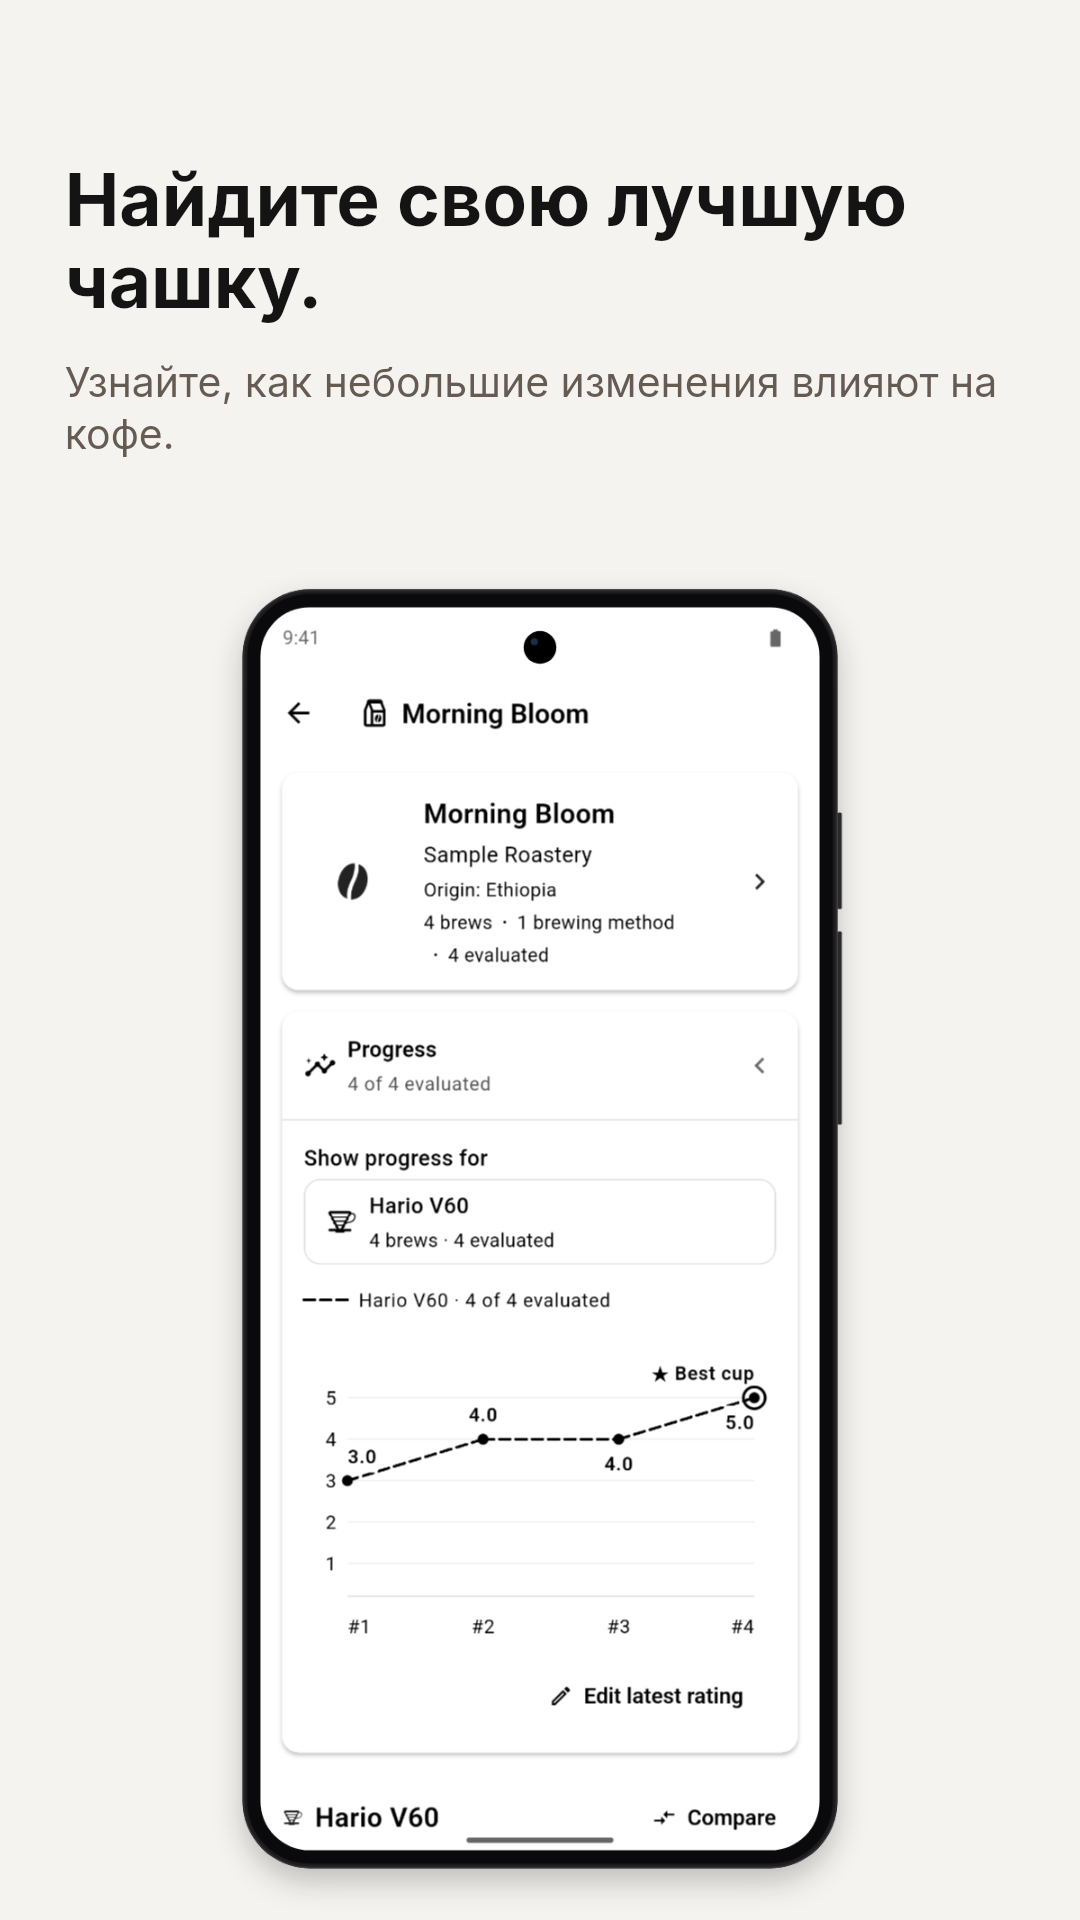 Найдите свою лучшую
чашку.
Узнайте, как небольшие изменения влияют на
кофе.
9:41
Morning Bloom
Morning Bloom
Sample Roastery
Origin: Ethiopia
4 brews · 1 brewing method
· 4 evaluated
Progress
4 of 4 evaluated
Show progress for
Hario V60
4 brews · 4 evaluated
Hario V60 · 4 of 4 evaluated
★ Best cup
5
4.0
5.0
4
3.0
4.0
3
2
1
#1 #2 #3 #4
Edit latest rating
Hario V60
Compare